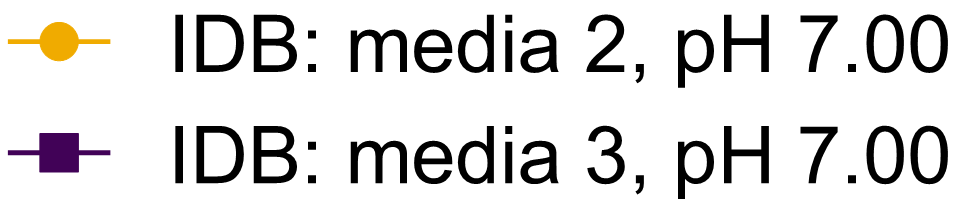 IDB: media 2, pH 7.00
IDB: media 3, pH 7.00